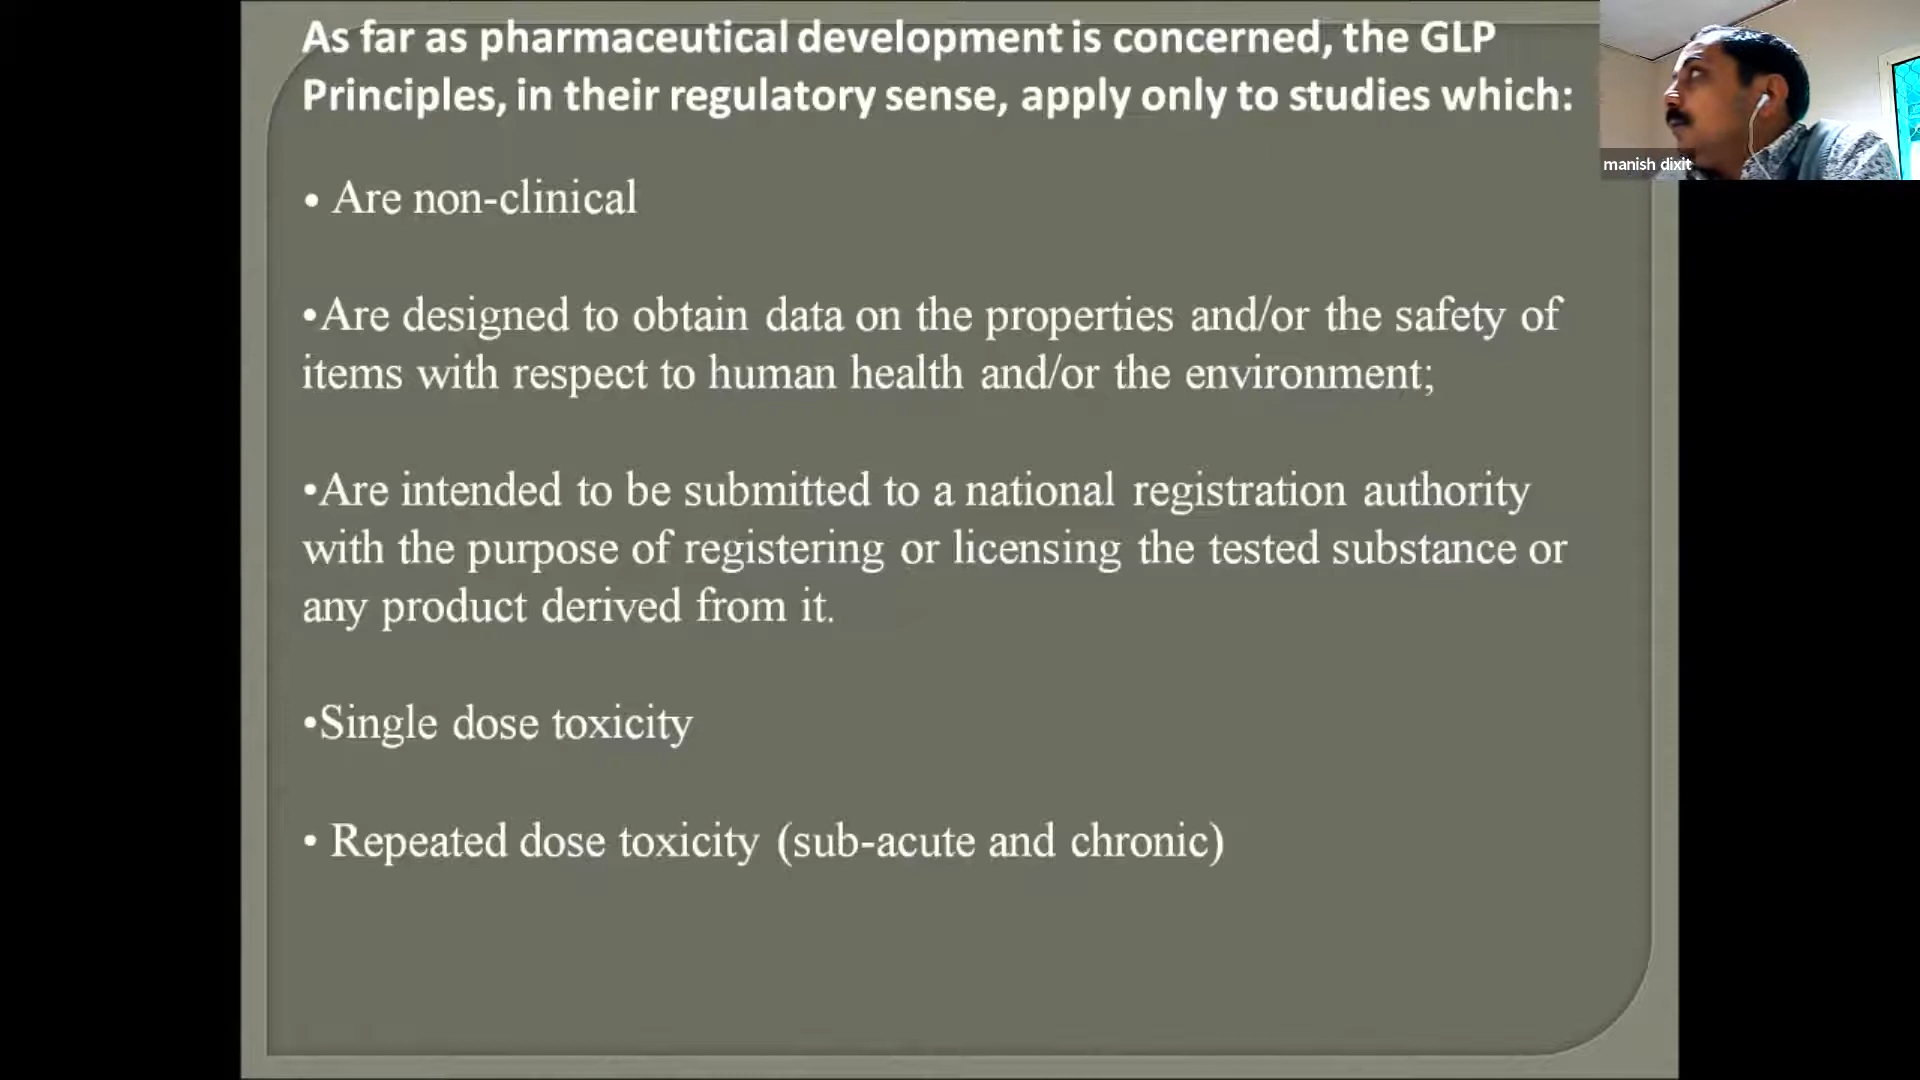 As far as pharmaceutical development is concerned, the GLP
Principles, in their regulatory sense, apply only to studies which:
• Are non-clinical
•Are designed to obtain data on the properties and/or the safety of
items with respect to human health and/or the environment;
•Are intended to be submitted to a national registration authority
with the purpose of registering or licensing the tested substance or
any product derived from it.
•Single dose toxicity
• Repeated dose toxicity (sub-acute and chronic)
manish dixit